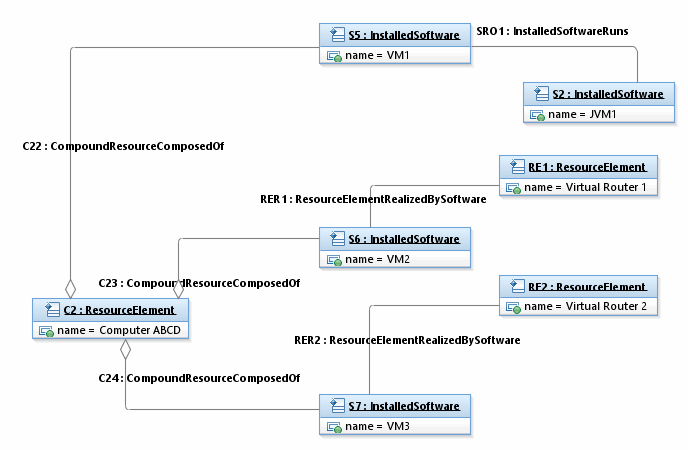 S5 : InstalledSoftware
name = VM1
SRO1 : InstalledSoftwareRuns
S2 : InstalledSoftware
name = JVM1
C22 : CompoundResourceComposedOf
RE1 : ResourceElement
name = Virtual Router 1
RER1 : ResourceElementRealizedBySoftware
S6 : InstalledSoftware
name = VM2
C23 : CompoundResourceComposedOf
RE2 : ResourceElement
name = Virtual Router 2
C2 : ResourceElement
name = Computer ABCD
RER2 : ResourceElementRealizedBySoftware
C24 : CompoundResourceComposedOf
S7 : InstalledSoftware
name = VM3